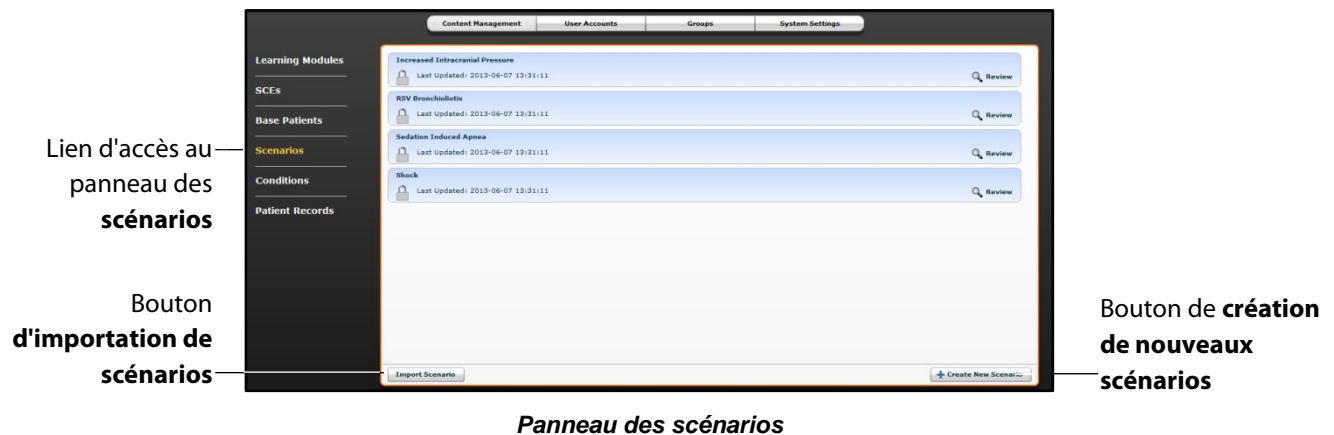 Content Management User Accounts Groups System Settings
Learning Modules
SCEs
Base Patients
Scenarios
Conditions
Patient Records
Increased Intracranial Pressure
Last Updated: 2013-06-07 13:31:11 Review
RSV Bronchiolotis
Last Updated: 2013-06-07 13:31:11 Review
Sedation Induced Apnea
Last Updated: 2013-06-07 13:31:11 Review
Shock
Last Updated: 2013-06-07 13:31:11 Review
Import Scenario
Create New Scenario
Lien d'accès au
panneau des
scénarios
Bouton
d'importation de
scénarios
Bouton de création
de nouveaux
scénarios
Panneau des scénarios